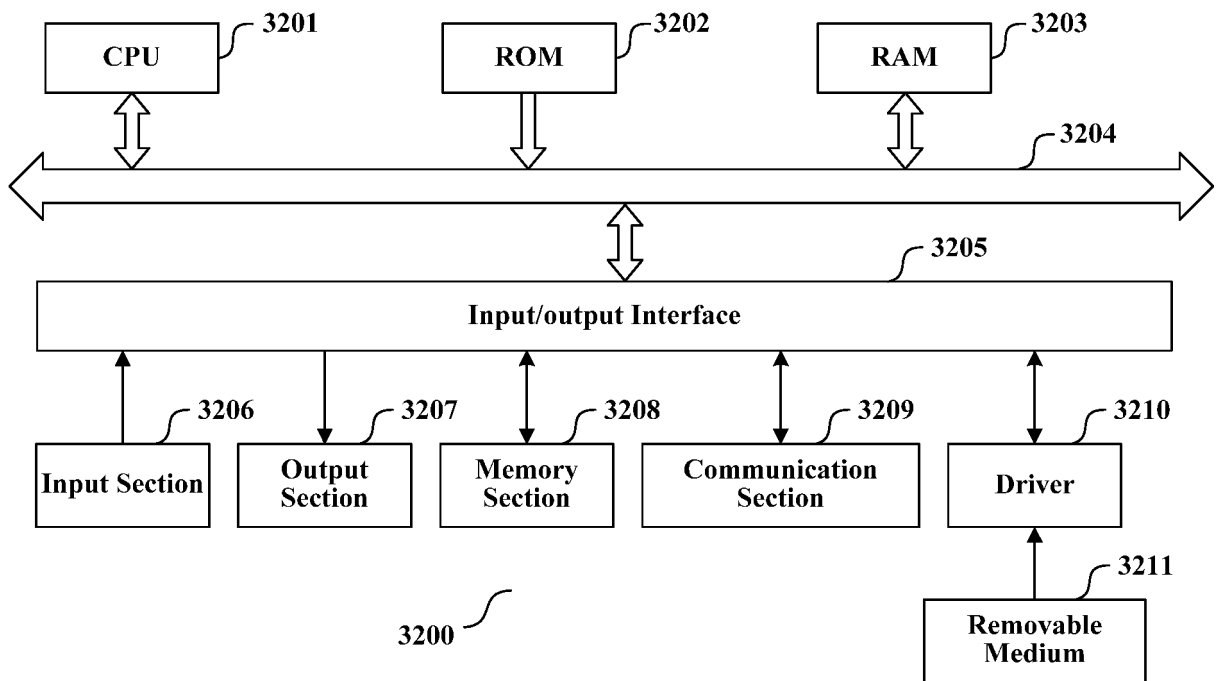 3201
CPU
3202
ROM
3203
RAM
3204
3205
Input/output Interface
3206
Input Section
3207
Output
Section
3208
Memory
Section
3209
Communication
Section
3210
Driver
3211
Removable
Medium
3200